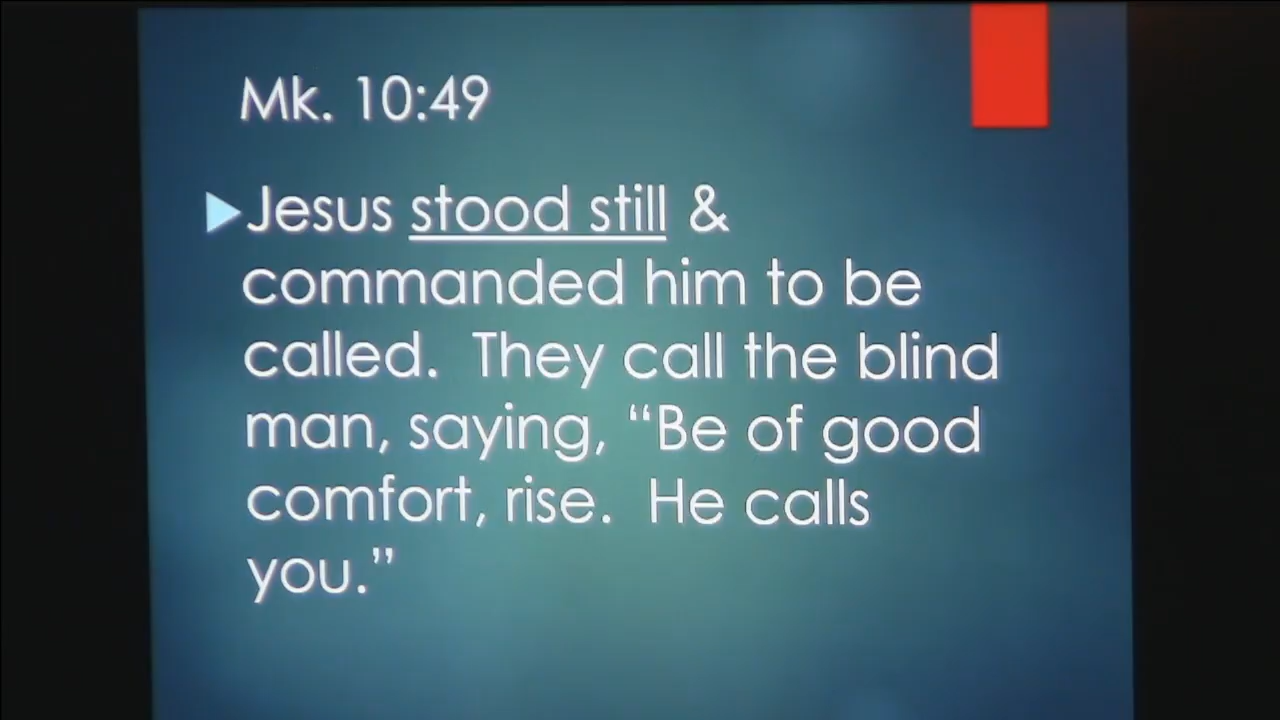 Mk. 10:49
Jesus stood still &
commanded him to be
called. They call the blind
man, saying, “Be of good
comfort, rise. He calls
you.”